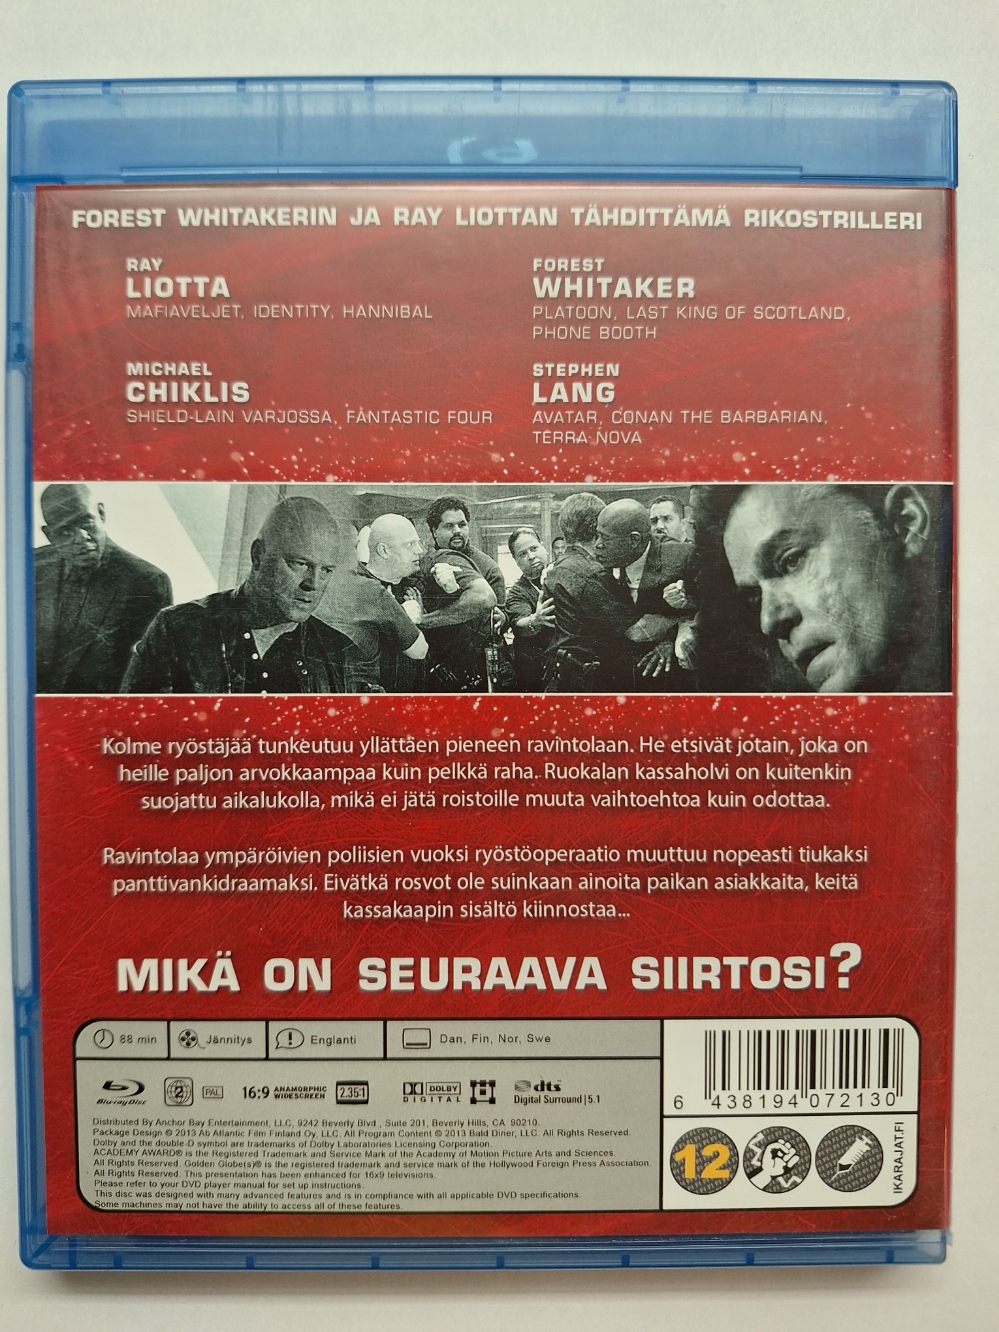 FOREST WHITAKERIN JA RAY LIOTTAN TÄHDITTÄMÄ RIKOSTRILLERI
RAY
LIOTTA
MAFIAVELJET, IDENTITY, HANNIBAL
FOREST
WHITAKER
PLATOON, LAST KING OF SCOTLAND,
PHONE BOOTH
MICHAEL
CHIKLIS
SHIELD-LAIN VARJOSSA, FANTASTIC FOUR
STEPHEN
LANG
AVATAR, CONAN THE BARBARIAN,
TERRA NOVA
Kolme ryöstäjää tunkeutuu yllättäen pieneen ravintolaan. He etsivät jotain, joka on
heille paljon arvokkaampaa kuin pelkkä raha. Ruokalan kassaholvi on kuitenkin
suojattu aikalukolla, mikä ei jätä roistoille muuta vaihtoehtoa kuin odottaa.
Ravintolaa ympäröivien poliisien vuoksi ryöstöoperaatio muuttuu nopeasti tiukaksi
panttivankidraamaksi. Eivätkä rosvot ole suinkaan ainoita paikan asiakkaita, keitä
kassakaapin sisältö kiinnostaa...
MIKÄ ON SEURAAVA SIIRTOSI?
88 min
Jännitys
Englanti
Dan, Fin, Nor, Swe
Blu-ray Disc
2
PAL
16:9 ANAMORPHIC WIDESCREEN
2.35:1
DOLBY DIGITAL
dts Digital Surround | 5.1
Distributed By Anchor Bay Entertainment, LLC, 9242 Beverly Blvd., Suite 201, Beverly Hills, CA 90210.
Package Design © 2013 Ab Atlantic Film Finland Oy, LLC. All Program Content © 2013 Bald Diner, LLC. All Rights Reserved.
Dolby and the double-D symbol are trademarks of Dolby Laboratories Licensing Corporation.
ACADEMY AWARD® is the Registered Trademark and Service Mark of the Academy of Motion Picture Arts and Sciences.
All Rights Reserved. Golden Globe(s)® is the registered trademark and service mark of the Hollywood Foreign Press Association.
All Rights Reserved. This presentation has been enhanced for 16x9 televisions.
Please refer to your DVD player manual for set up instructions.
This disc was designed with many advanced features and is in compliance with all applicable DVD specifications.
Some machines may not have the ability to access all of these features.
6 438194 072130
12
IKARAJAT.FI